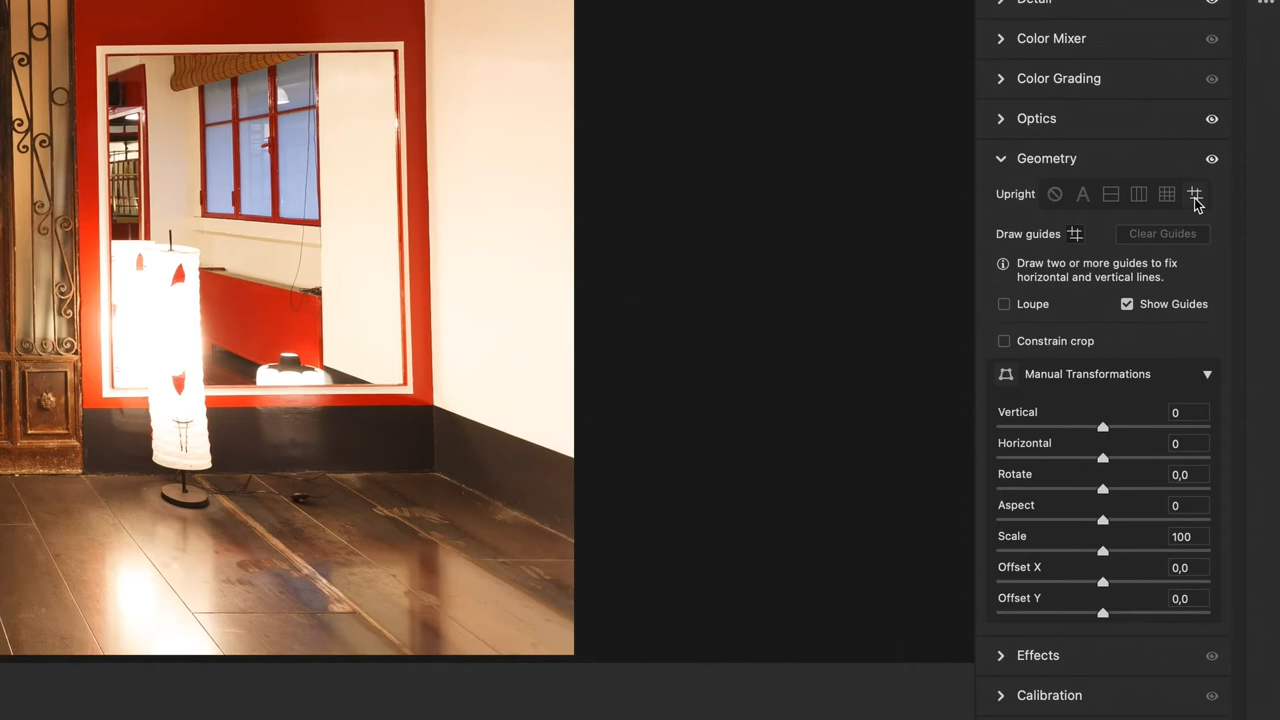 Detail
Color Mixer
Color Grading
Optics
Geometry
Upright
A
Draw guides Clear Guides
Draw two or more guides to fix
horizontal and vertical lines.
Loupe Show Guides
Constrain crop
Manual Transformations
Vertical 0
Horizontal 0
Rotate 0,0
Aspect 0
Scale 100
Offset X 0,0
Offset Y 0,0
Effects
Calibration